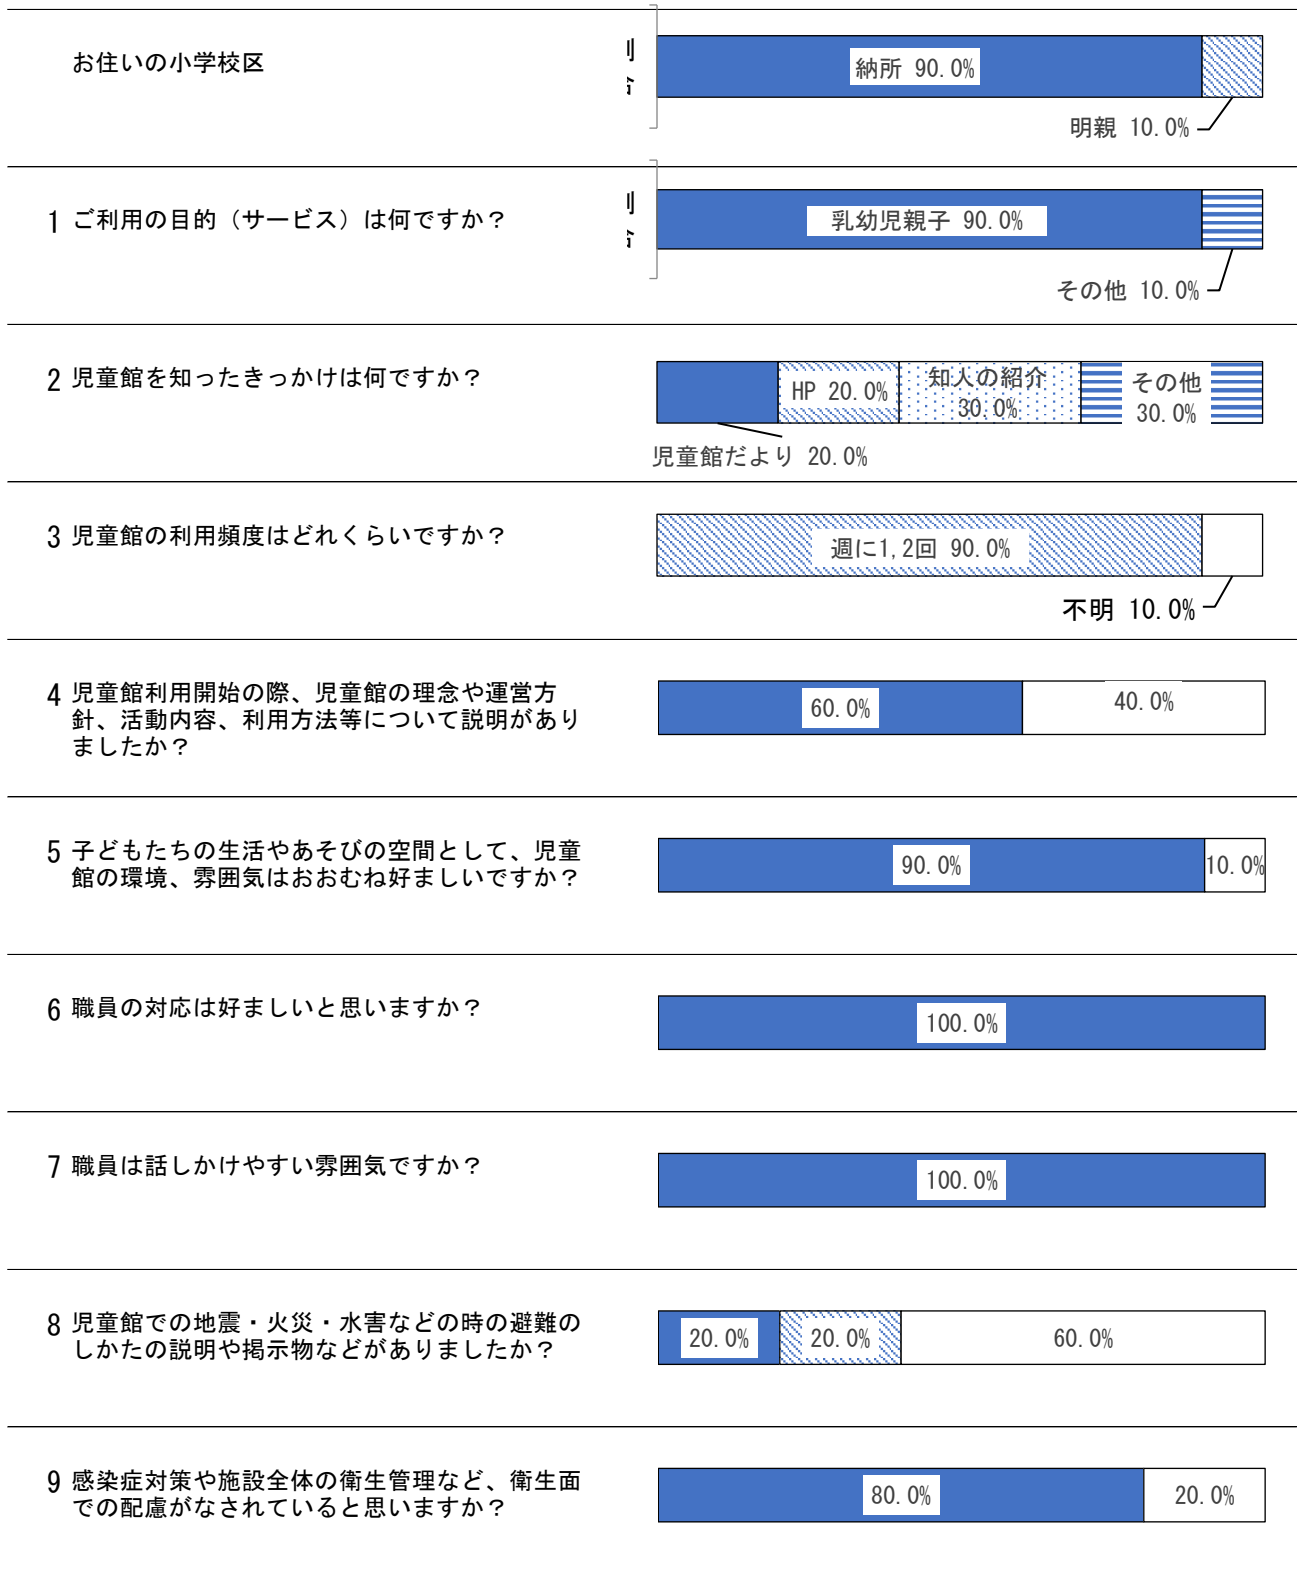 お住いの小学校区
納所 90.0%
明親 10.0%
1 ご利用の目的（サービス）は何ですか？
乳幼児親子 90.0%
その他 10.0%
2 児童館を知ったきっかけは何ですか？
HP 20.0%
知人の紹介
30.0%
その他
30.0%
児童館だより 20.0%
3 児童館の利用頻度はどれくらいですか？
週に1,2回 90.0%
不明 10.0%
4 児童館利用開始の際、児童館の理念や運営方
針、活動内容、利用方法等について説明があり
ましたか？
60.0%
40.0%
5 子どもたちの生活やあそびの空間として、児童
館の環境、雰囲気はおおむね好ましいですか？
90.0%
10.0%
6 職員の対応は好ましいと思いますか？
100.0%
7 職員は話しかけやすい雰囲気ですか？
100.0%
8 児童館での地震・火災・水害などの時の避難の
しかたの説明や掲示物などがありましたか？
20.0%
20.0%
60.0%
9 感染症対策や施設全体の衛生管理など、衛生面
での配慮がなされていると思いますか？
80.0%
20.0%